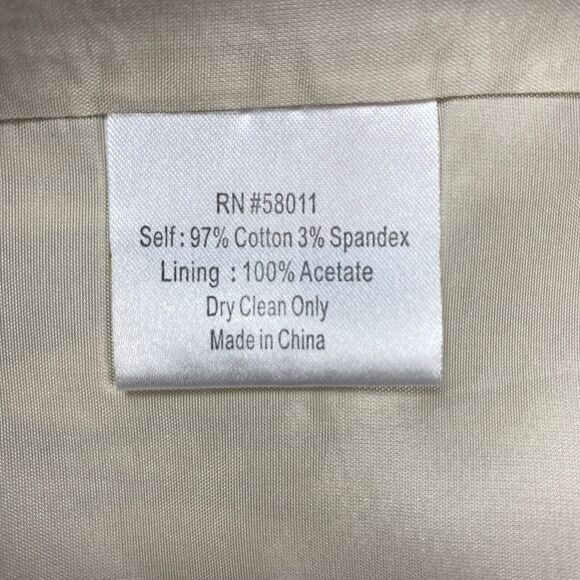 RN #58011
Self : 97% Cotton 3% Spandex
Lining : 100% Acetate
Dry Clean Only
Made in China